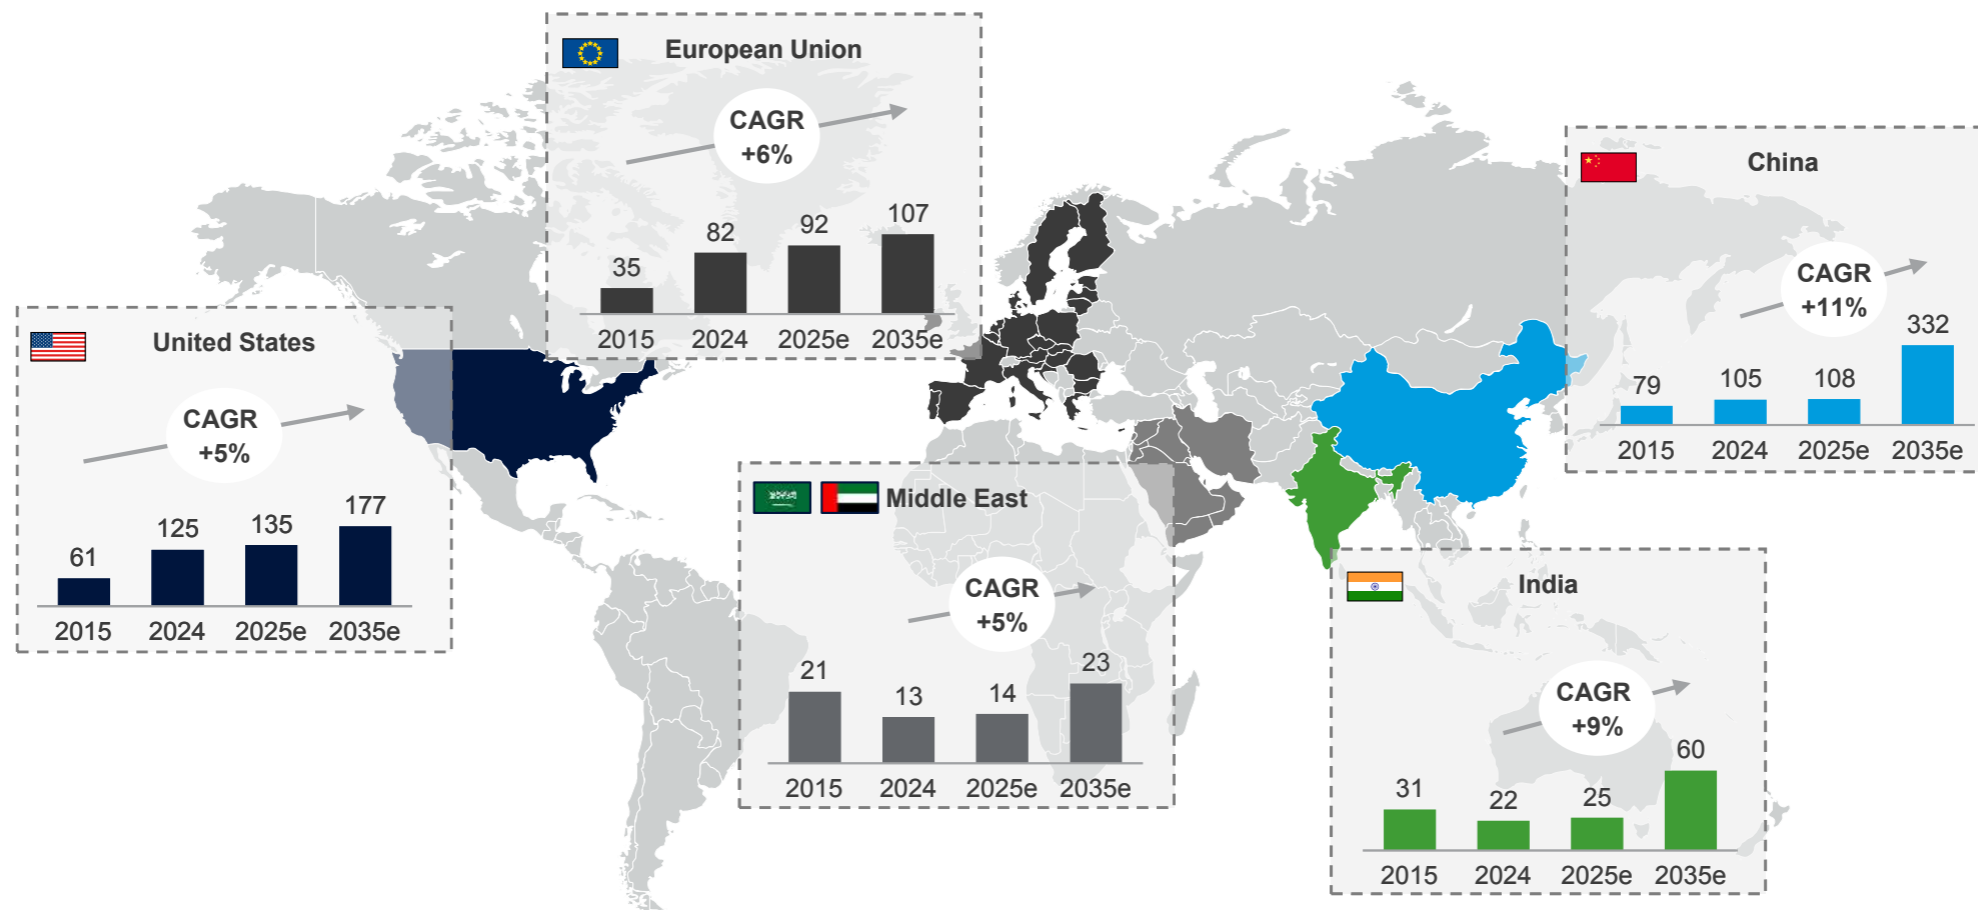 European Union
CAGR
+6%
35
82
92
107
2015
2024
2025e
2035e
China
CAGR
+11%
79
105
108
332
2015
2024
2025e
2035e
United States
CAGR
+5%
61
125
135
177
2015
2024
2025e
2035e
Middle East
CAGR
+5%
21
13
14
23
2015
2024
2025e
2035e
India
CAGR
+9%
31
22
25
60
2015
2024
2025e
2035e